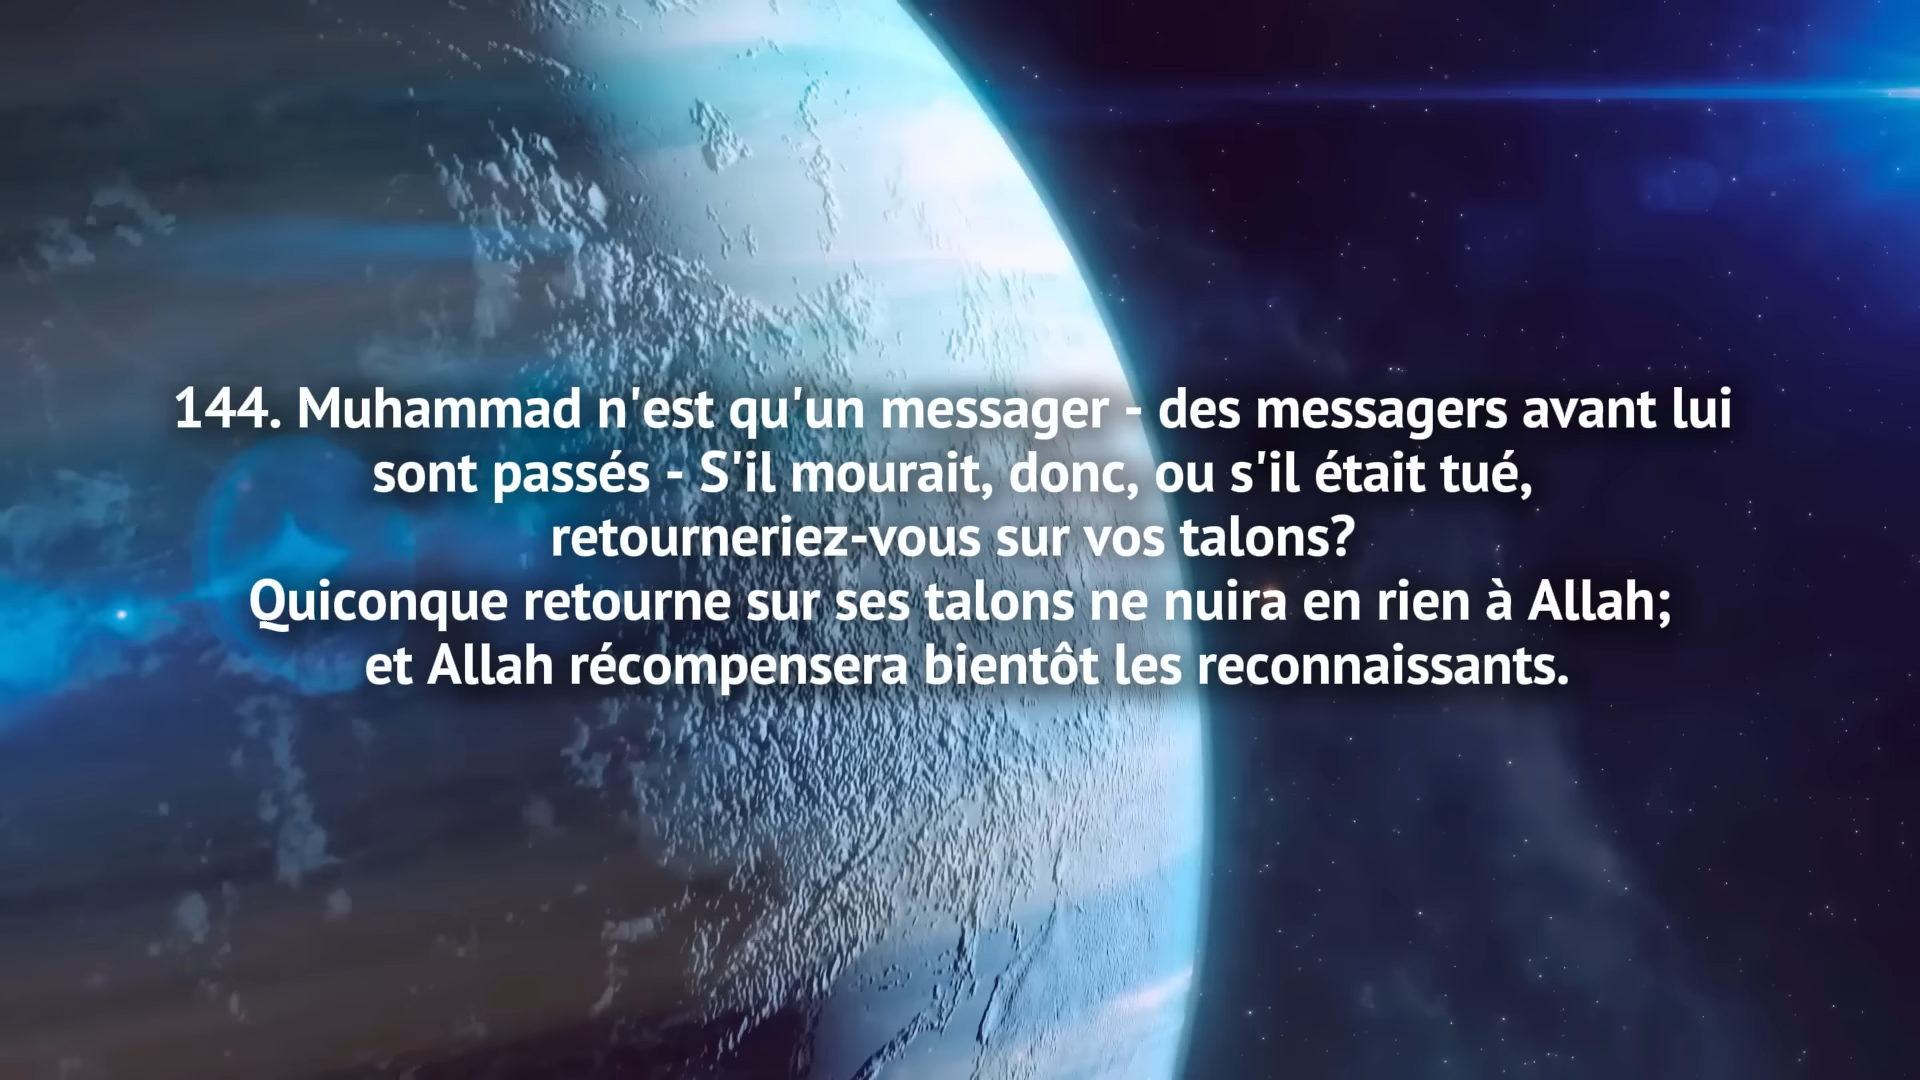 144. Muhammad n'est qu'un messager - des messagers avant lui
sont passés - S'il mourait, donc, ou s'il était tué,
retourneriez-vous sur vos talons?
Quiconque retourne sur ses talons ne nuira en rien à Allah;
et Allah récompensera bientôt les reconnaissants.